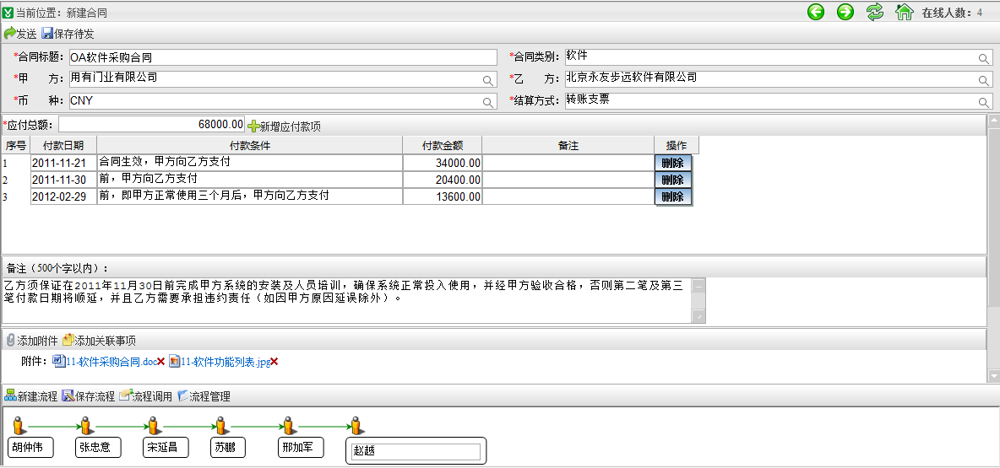 当前位置：新建合同 在线人数：4
发送 保存待发
*合同标题：OA软件采购合同 *合同类别：软件
*甲 方：用有门业有限公司 *乙 方：北京永友步远软件有限公司
*币 种：CNY *结算方式：转账支票
*应付总额：68000.00 新增应付款项
序号 付款日期 付款条件 付款金额 备注 操作
1 2011-11-21 合同生效，甲方向乙方支付 34000.00 删除
2 2011-11-30 前，甲方向乙方支付 20400.00 删除
3 2012-02-29 前，即甲方正常使用三个月后，甲方向乙方支付 13600.00 删除
备注（500个字以内）：
乙方须保证在2011年11月30日前完成甲方系统的安装及人员培训，确保系统正常投入使用，并经甲方验收合格，否则第二笔及第三
笔付款日期将顺延，并且乙方需要承担违约责任（如因甲方原因延误除外）。
添加附件 添加关联事项
附件：11-软件采购合同.doc 11-软件功能列表.jpg
新建流程 保存流程 流程调用 流程管理
胡仲伟 张忠意 宋延昌 苏鹏 邢加军 赵越